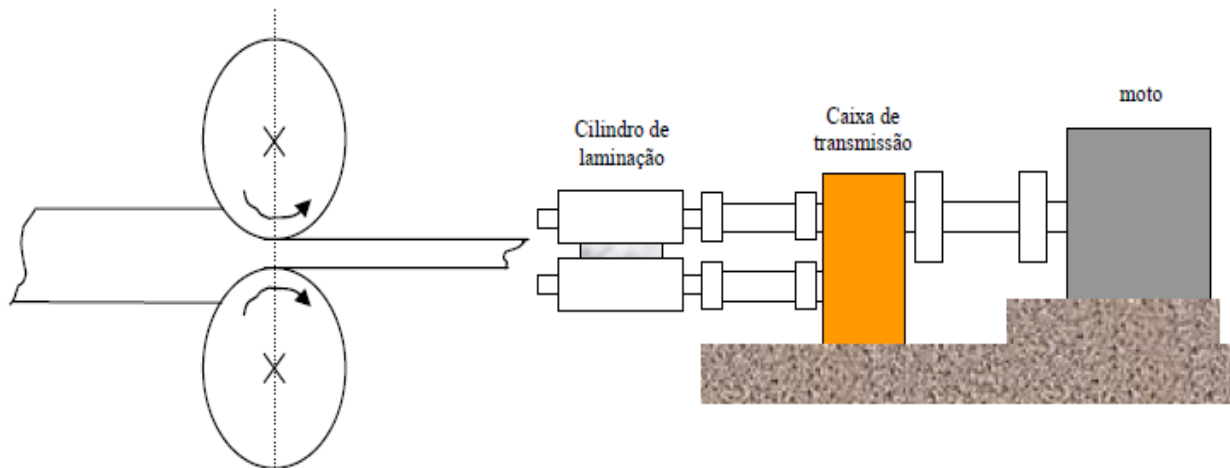 Cilindro de
laminação
Caixa de
transmissão
moto